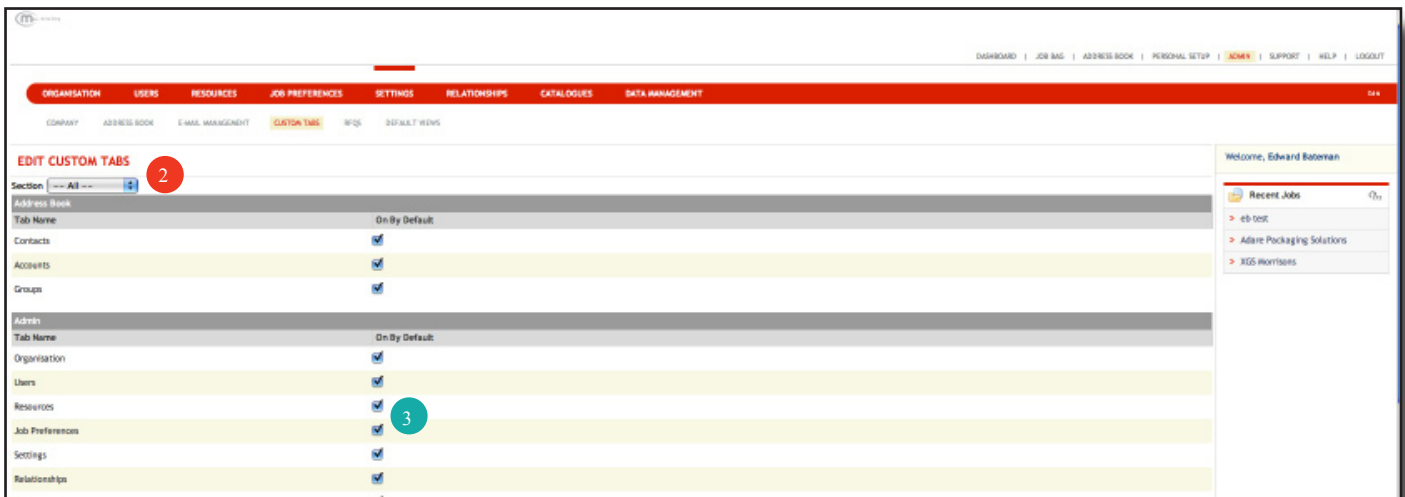 DASHBOARD | JOB BAG | ADDRESS BOOK | PERSONAL SETUP | ADMIN | SUPPORT | HELP | LOGOUT
ORGANISATION USERS RESOURCES JOB PREFERENCES SETTINGS RELATIONSHIPS CATALOGUES DATA MANAGEMENT
COMPANY ADDRESS BOOK E-MAIL MANAGEMENT CUSTOM TABS RFQS DEFAULT VIEWS
EDIT CUSTOM TABS
2
Welcome, Edward Bateman
Section -- All --
Recent Jobs
Address Book
Tab Name On By Default
> eb test
Contacts
> Adare Packaging Solutions
Accounts
> XGS Morrisons
Groups
Admin
Tab Name On By Default
Organisation
Users
Resources
3
Job Preferences
Settings
Relationships